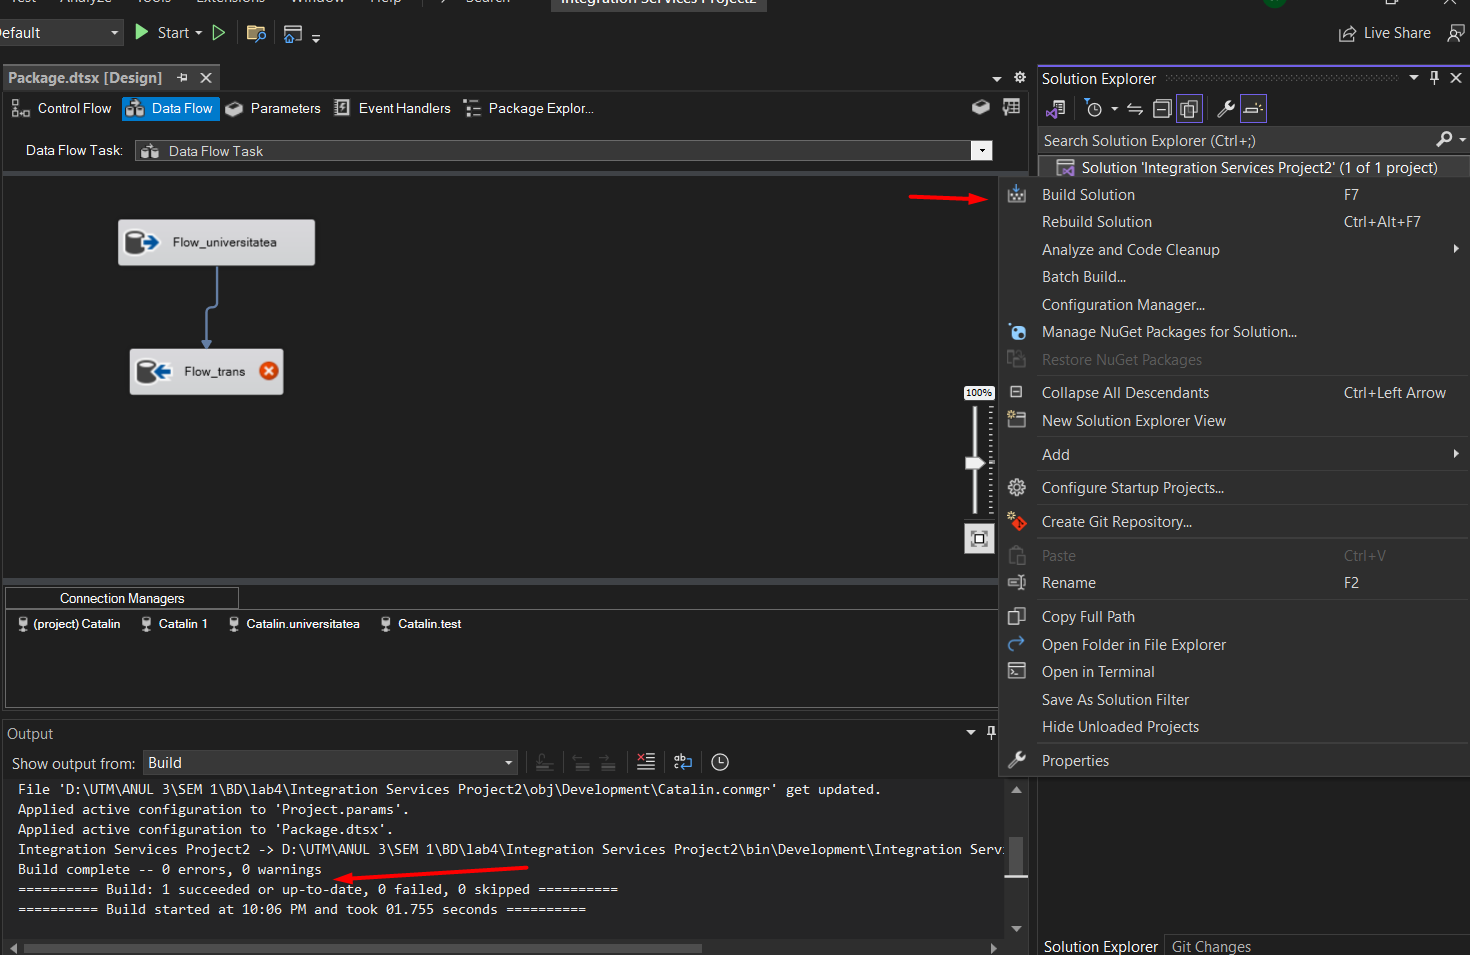 Test Analyze Tools Extensions Window Help Search Integration Services Project2
Default Start Live Share
Package.dtsx [Design]
Control Flow Data Flow Parameters Event Handlers Package Explor...
Data Flow Task: Data Flow Task
Flow_universitatea
Flow_trans
100%
Connection Managers
(project) Catalin Catalin 1 Catalin.universitatea Catalin.test
Output
Show output from: Build
File 'D:\UTM\ANUL 3\SEM 1\BD\lab4\Integration Services Project2\obj\Development\Catalin.conmgr' get updated.
Applied active configuration to 'Project.params'.
Applied active configuration to 'Package.dtsx'.
Integration Services Project2 -> D:\UTM\ANUL 3\SEM 1\BD\lab4\Integration Services Project2\bin\Development\Integration Serv
Build complete -- 0 errors, 0 warnings
========== Build: 1 succeeded or up-to-date, 0 failed, 0 skipped ==========
========== Build started at 10:06 PM and took 01.755 seconds ==========
Solution Explorer
Search Solution Explorer (Ctrl+;)
Solution 'Integration Services Project2' (1 of 1 project)
Build Solution F7
Rebuild Solution Ctrl+Alt+F7
Analyze and Code Cleanup
Batch Build...
Configuration Manager...
Manage NuGet Packages for Solution...
Restore NuGet Packages
Collapse All Descendants Ctrl+Left Arrow
New Solution Explorer View
Add
Configure Startup Projects...
Create Git Repository...
Paste Ctrl+V
Rename F2
Copy Full Path
Open Folder in File Explorer
Open in Terminal
Save As Solution Filter
Hide Unloaded Projects
Properties
Solution Explorer Git Changes